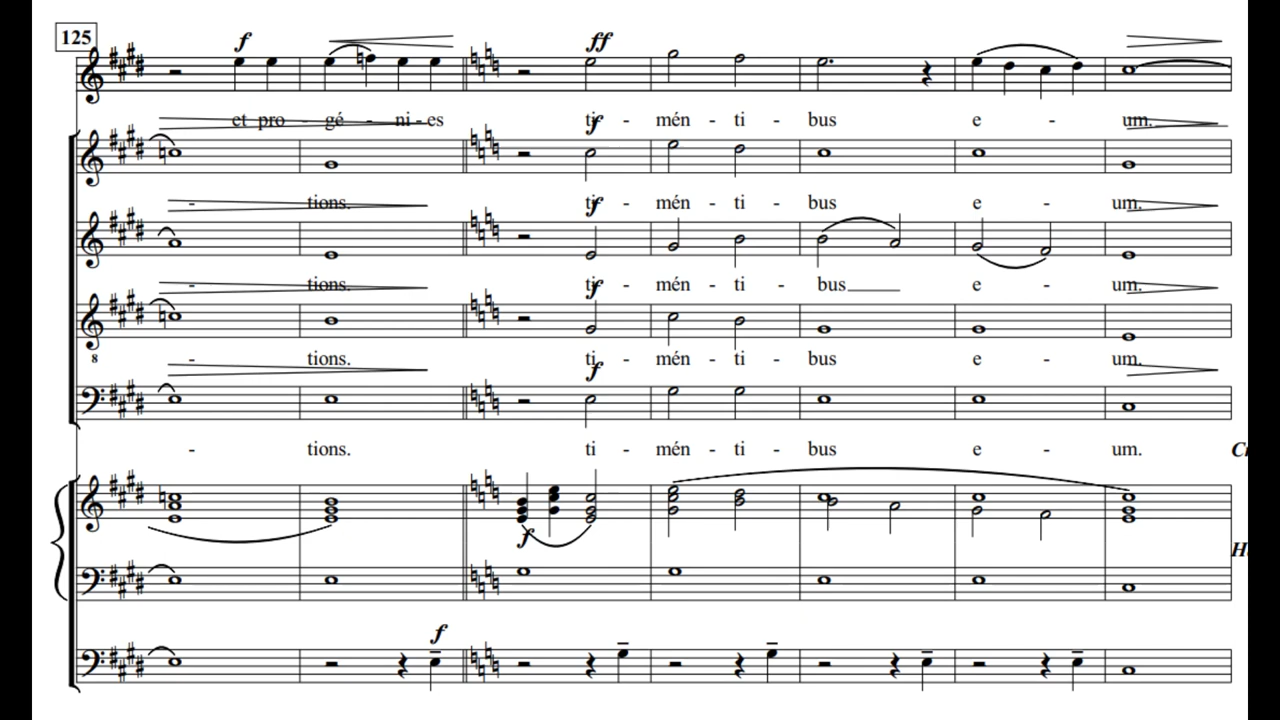 125
f
ff
et pro - gé - ni - es ti - mén - ti - bus e - um.
f
- tions. ti - mén - ti - bus e - um.
f
- tions. ti - mén - ti - bus e - um.
f
8
- tions. ti - mén - ti - bus e - um.
f
- tions. ti - mén - ti - bus e - um.
f
f